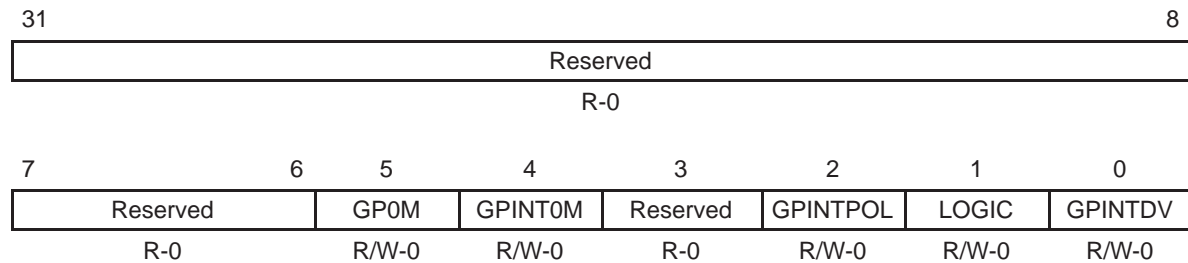 31 8
Reserved
R-0
7 6 5 4 3 2 1 0
Reserved GP0M GPINT0M Reserved GPINTPOL LOGIC GPINTDV
R-0 R/W-0 R/W-0 R-0 R/W-0 R/W-0 R/W-0